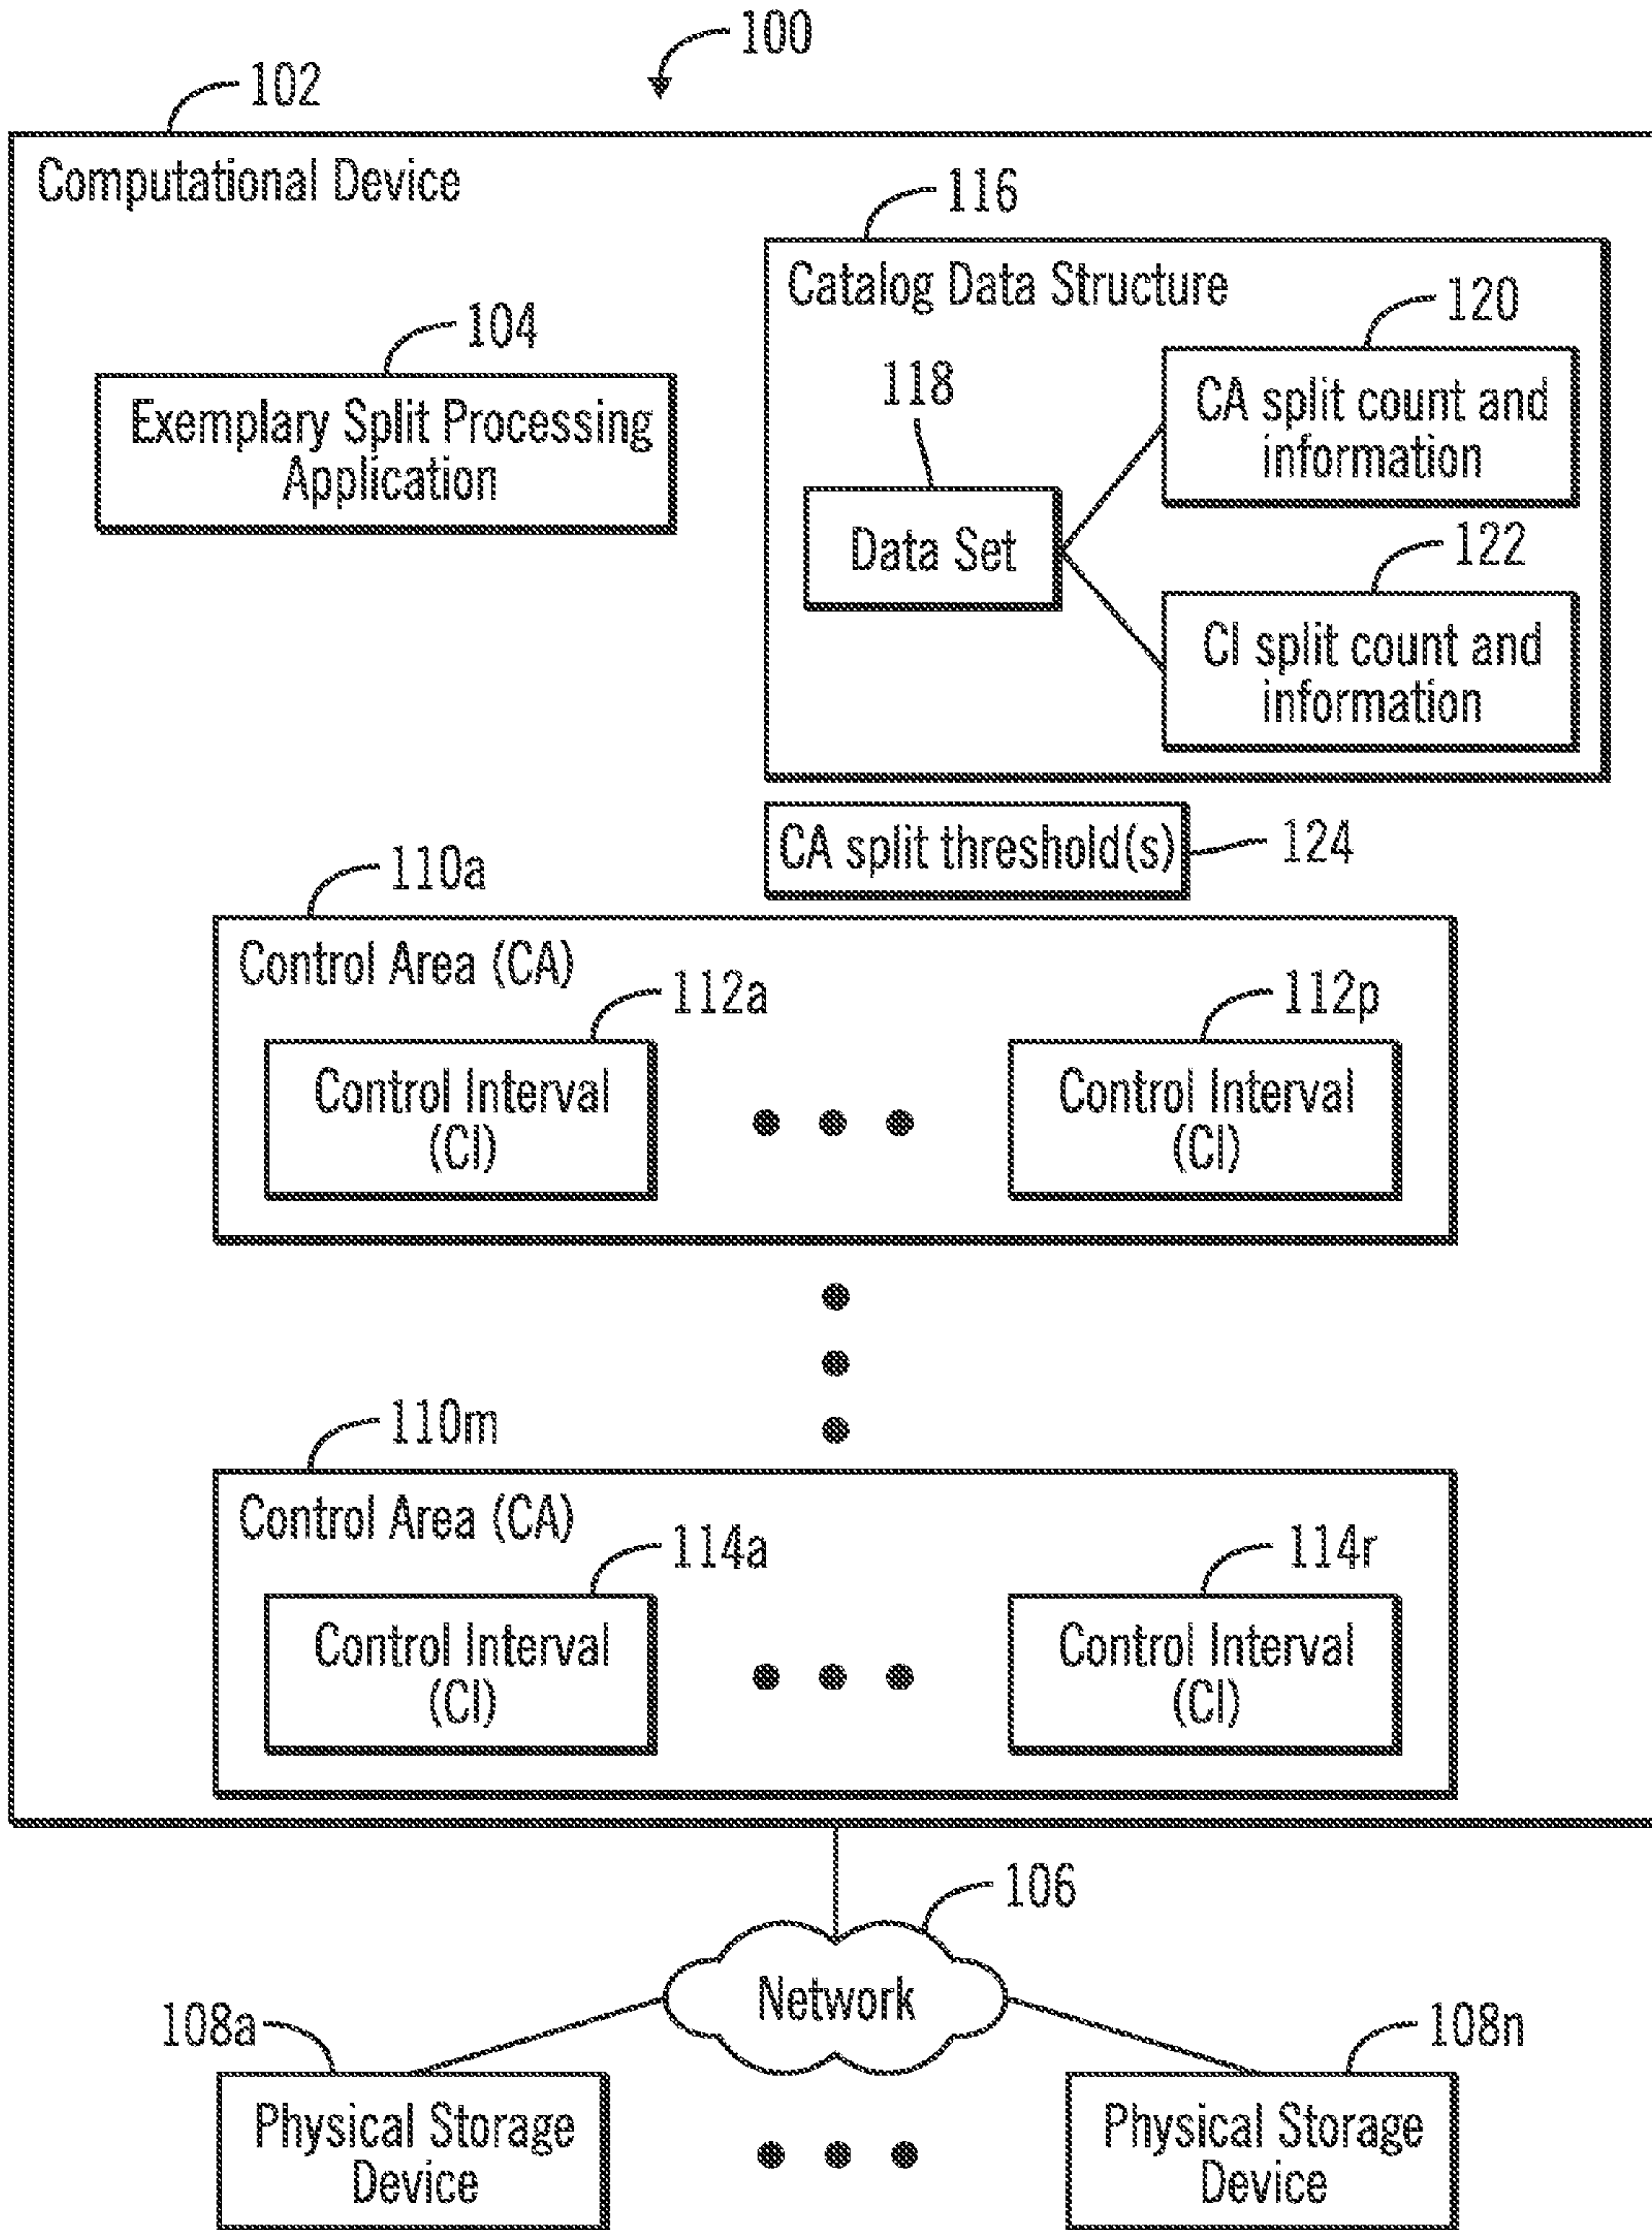 100
102
Computational Device
116
Catalog Data Structure
120
104
118
CA split count and
information
Exemplary Split Processing
Application
Data Set
122
CI split count and
information
CA split threshold(s)
124
110a
Control Area (CA)
112a
112p
Control Interval
(CI)
Control Interval
(CI)
110m
Control Area (CA)
114a
114r
Control Interval
(CI)
Control Interval
(CI)
106
Network
108a
108n
Physical Storage
Device
Physical Storage
Device